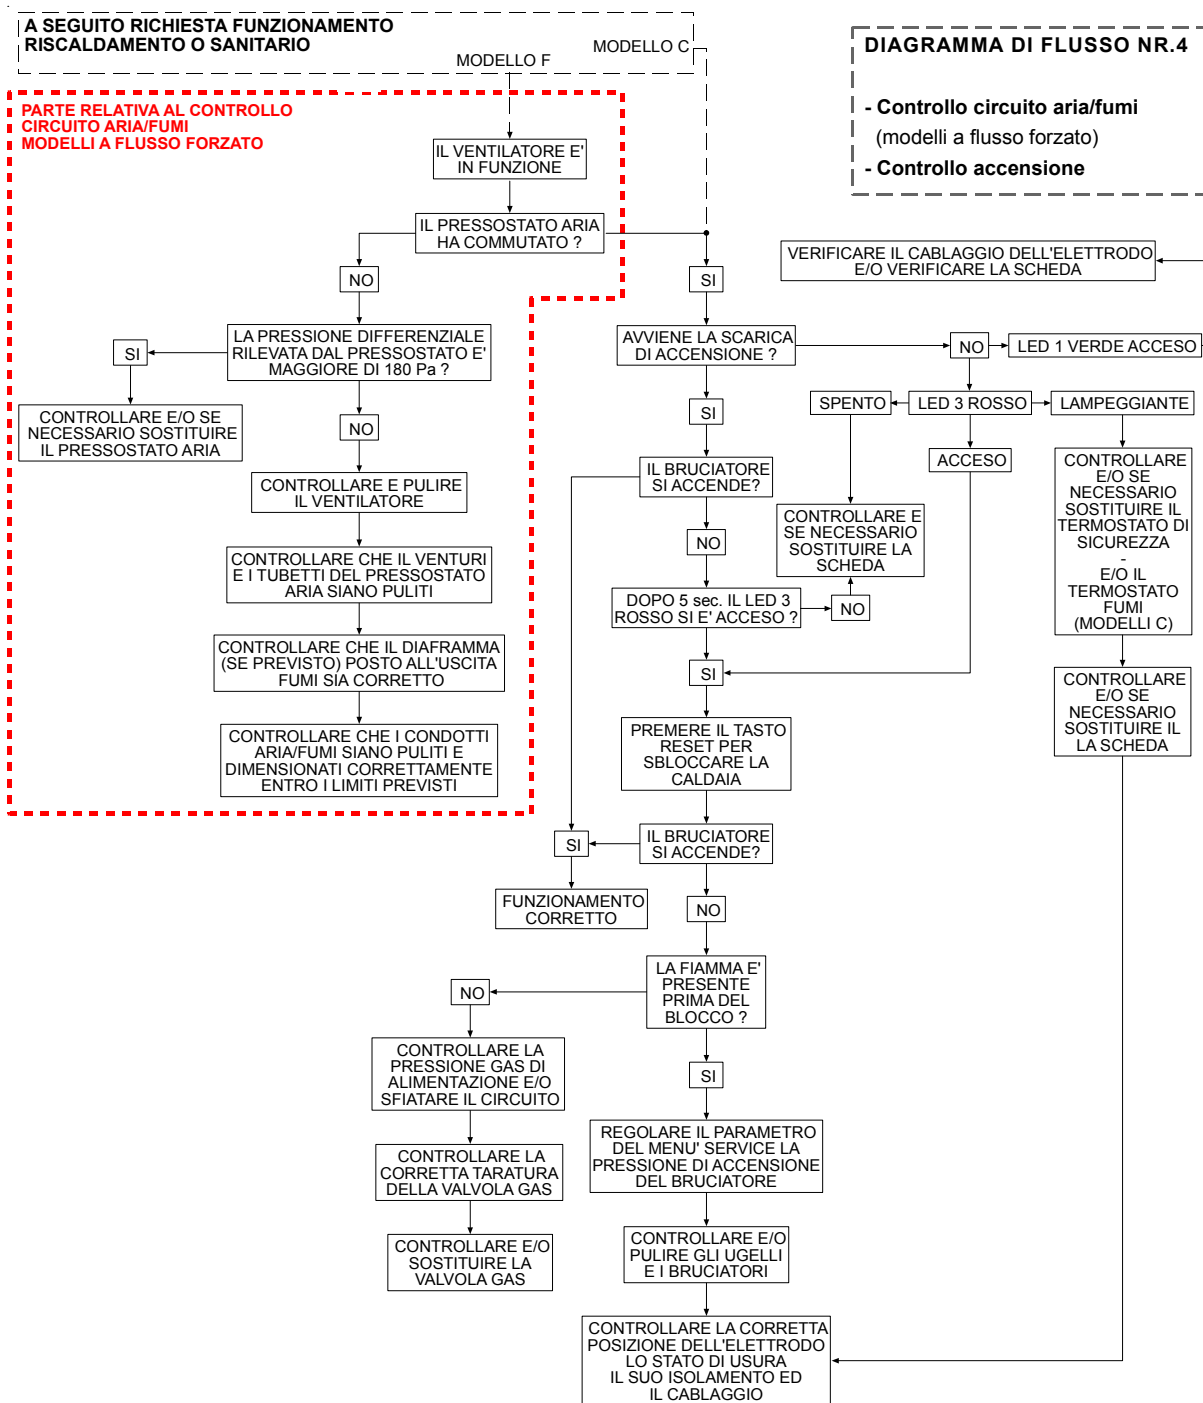 A SEGUITO RICHIESTA FUNZIONAMENTO
RISCALDAMENTO O SANITARIO
MODELLO F
MODELLO C
DIAGRAMMA DI FLUSSO NR.4
- Controllo circuito aria/fumi
(modelli a flusso forzato)
- Controllo accensione
PARTE RELATIVA AL CONTROLLO
CIRCUITO ARIA/FUMI
MODELLI A FLUSSO FORZATO
IL VENTILATORE E'
IN FUNZIONE
IL PRESSOSTATO ARIA
HA COMMUTATO ?
NO
SI
VERIFICARE IL CABLAGGIO DELL'ELETTRODO
E/O VERIFICARE LA SCHEDA
LA PRESSIONE DIFFERENZIALE
RILEVATA DAL PRESSOSTATO E'
MAGGIORE DI 180 Pa ?
SI
CONTROLLARE E/O SE
NECESSARIO SOSTITUIRE
IL PRESSOSTATO ARIA
NO
CONTROLLARE E PULIRE
IL VENTILATORE
CONTROLLARE CHE IL VENTURI
E I TUBETTI DEL PRESSOSTATO
ARIA SIANO PULITI
CONTROLLARE CHE IL DIAFRAMMA
(SE PREVISTO) POSTO ALL'USCITA
FUMI SIA CORRETTO
CONTROLLARE CHE I CONDOTTI
ARIA/FUMI SIANO PULITI E
DIMENSIONATI CORRETTAMENTE
ENTRO I LIMITI PREVISTI
AVVIENE LA SCARICA
DI ACCENSIONE ?
NO
LED 1 VERDE ACCESO
SPENTO
LED 3 ROSSO
LAMPEGGIANTE
ACCESO
SI
IL BRUCIATORE
SI ACCENDE?
CONTROLLARE E
SE NECESSARIO
SOSTITUIRE LA
SCHEDA
CONTROLLARE
E/O SE
NECESSARIO
SOSTITUIRE IL
TERMOSTATO DI
SICUREZZA
-
E/O IL
TERMOSTATO
FUMI
(MODELLI C)
NO
DOPO 5 sec. IL LED 3
ROSSO SI E' ACCESO ?
NO
SI
CONTROLLARE
E/O SE
NECESSARIO
SOSTITUIRE IL
LA SCHEDA
PREMERE IL TASTO
RESET PER
SBLOCCARE LA
CALDAIA
IL BRUCIATORE
SI ACCENDE?
SI
FUNZIONAMENTO
CORRETTO
NO
LA FIAMMA E'
PRESENTE
PRIMA DEL
BLOCCO ?
NO
CONTROLLARE LA
PRESSIONE GAS DI
ALIMENTAZIONE E/O
SFIATARE IL CIRCUITO
CONTROLLARE LA
CORRETTA TARATURA
DELLA VALVOLA GAS
CONTROLLARE E/O
SOSTITUIRE LA
VALVOLA GAS
SI
REGOLARE IL PARAMETRO
DEL MENU' SERVICE LA
PRESSIONE DI ACCENSIONE
DEL BRUCIATORE
CONTROLLARE E/O
PULIRE GLI UGELLI
E I BRUCIATORI
CONTROLLARE LA CORRETTA
POSIZIONE DELL'ELETTRODO
LO STATO DI USURA
IL SUO ISOLAMENTO ED
IL CABLAGGIO